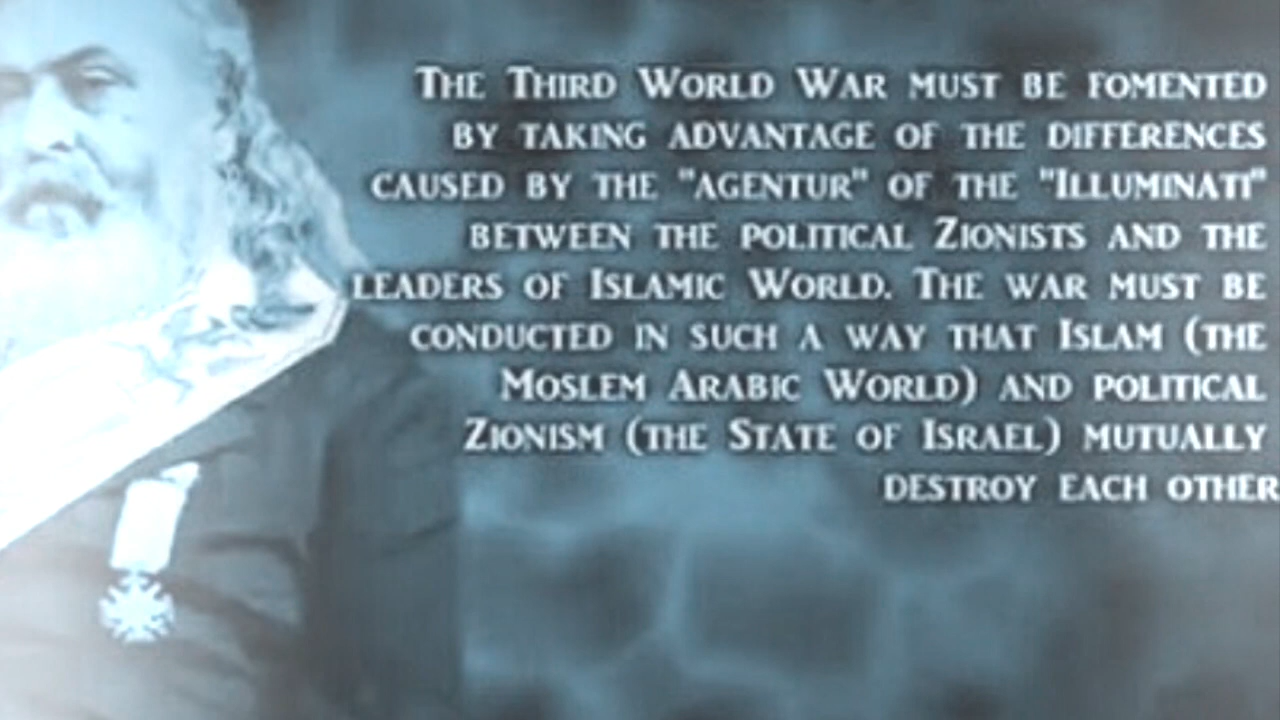 The Third World War must be fomented
by taking advantage of the differences
caused by the "agentur" of the "Illuminati"
between the political Zionists and the
leaders of Islamic World. The war must be
conducted in such a way that Islam (the
Moslem Arabic World) and political
Zionism (the State of Israel) mutually
destroy each other